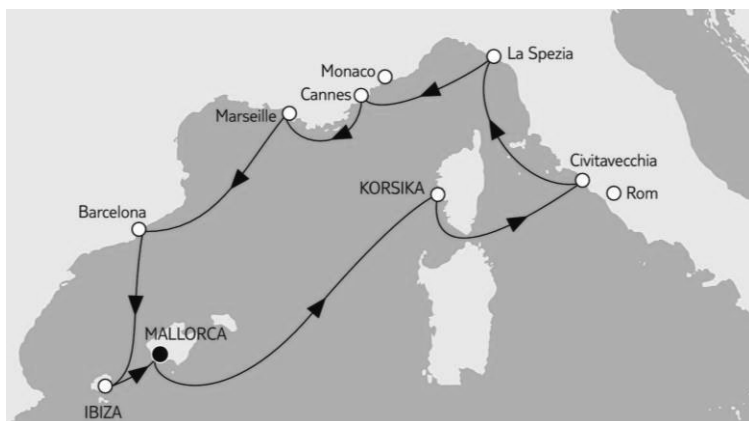 La Spezia
Monaco
Cannes
Marseille
Civitavecchia
KORSIKA
Rom
Barcelona
MALLORCA
IBIZA